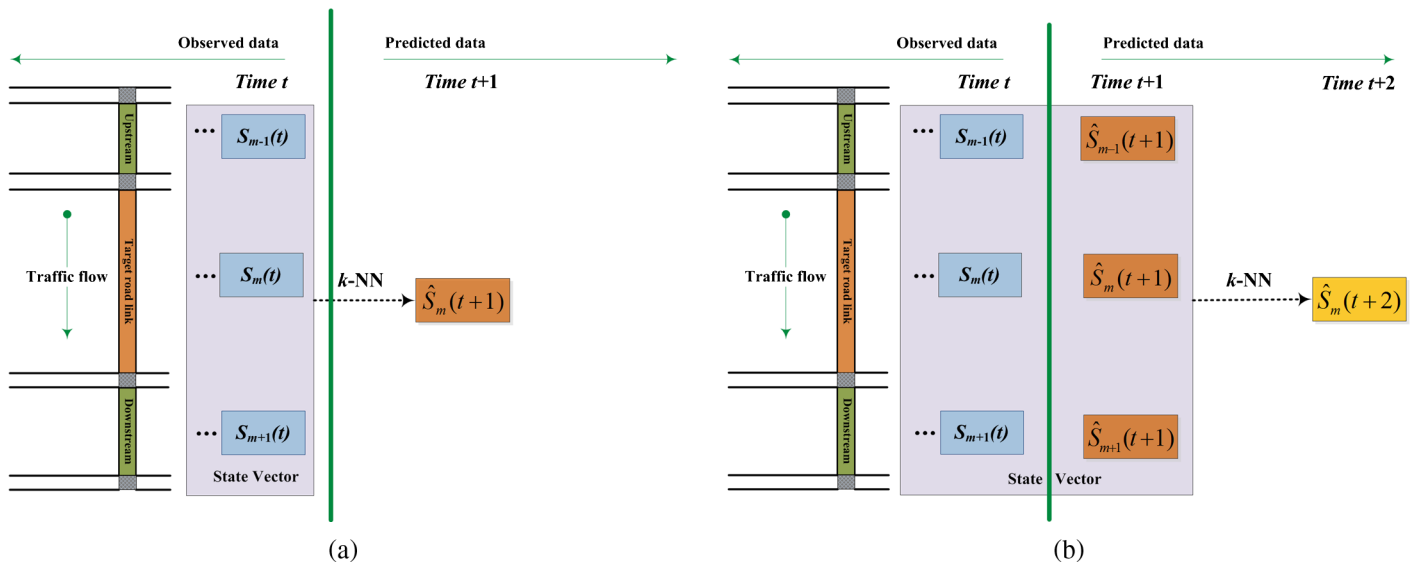 Observed data
Predicted data
Time t
Time t+1
Upstream
... S_{m-1}(t)
Traffic flow
Target road link
... S_m(t)
k-NN
Ŝ_m(t+1)
Downstream
... S_{m+1}(t)
State Vector
(a)
Observed data
Predicted data
Time t
Time t+1
Time t+2
Upstream
... S_{m-1}(t)
Ŝ_{m-1}(t+1)
Traffic flow
Target road link
... S_m(t)
Ŝ_m(t+1)
k-NN
Ŝ_m(t+2)
Downstream
... S_{m+1}(t)
Ŝ_{m+1}(t+1)
State Vector
(b)